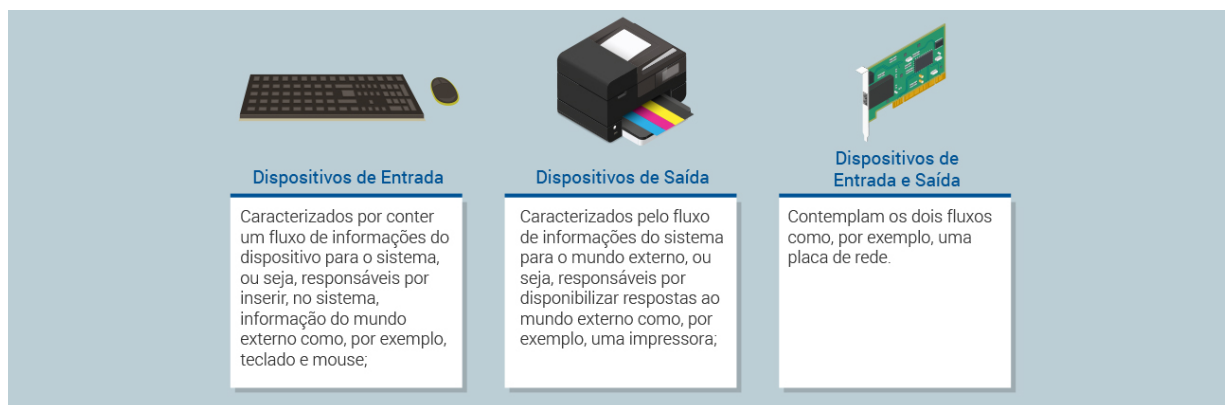 Dispositivos de Entrada
Caracterizados por conter
um fluxo de informações do
dispositivo para o sistema,
ou seja, responsáveis por
inserir, no sistema,
informação do mundo
externo como, por exemplo,
teclado e mouse;
Dispositivos de Saída
Caracterizados pelo fluxo
de informações do sistema
para o mundo externo, ou
seja, responsáveis por
disponibilizar respostas ao
mundo externo como, por
exemplo, uma impressora;
Dispositivos de
Entrada e Saída
Contemplam os dois fluxos
como, por exemplo, uma
placa de rede.